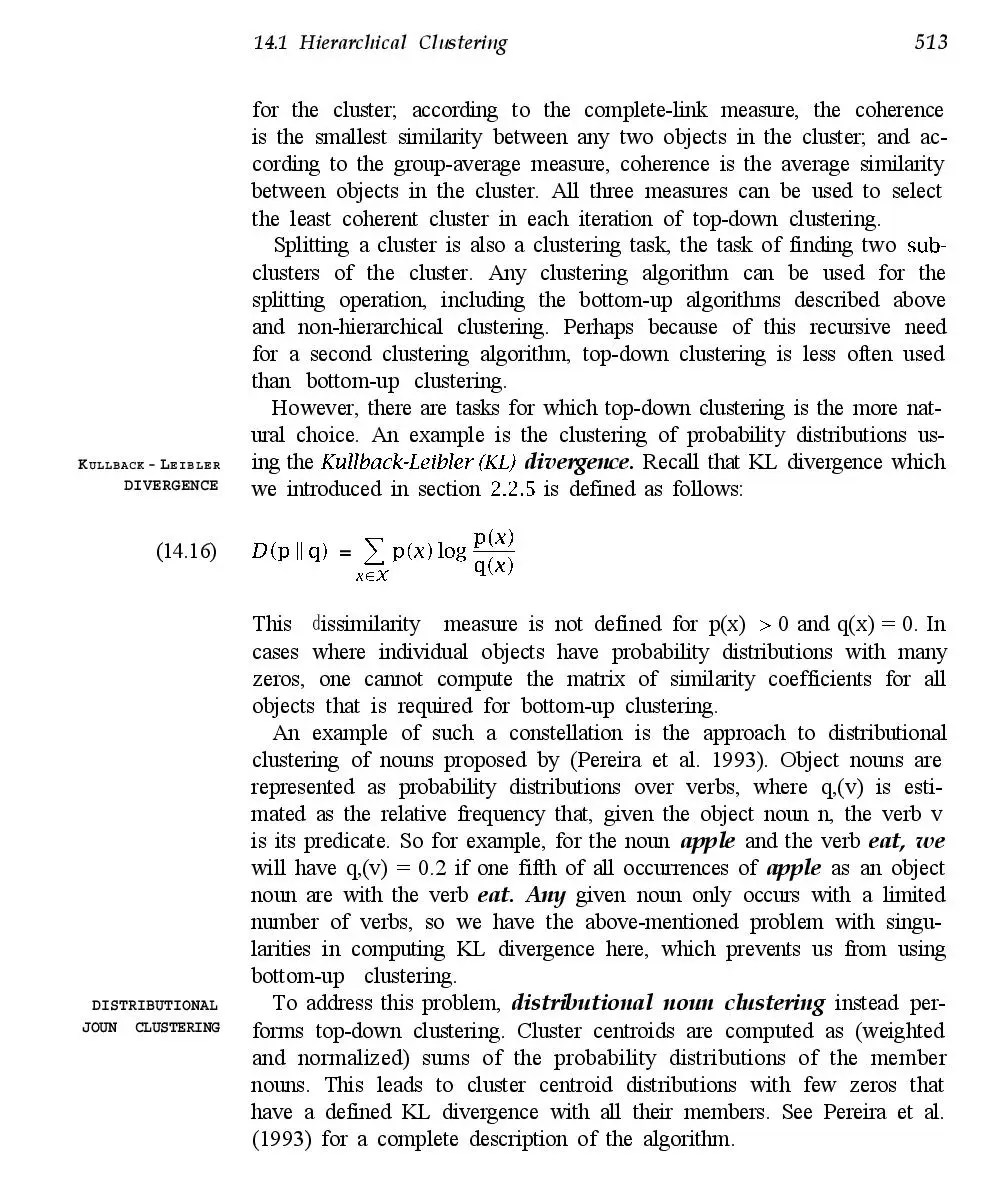 14.1 Hierarchical Clustering 513
for the cluster; according to the complete-link measure, the coherence
is the smallest similarity between any two objects in the cluster; and ac-
cording to the group-average measure, coherence is the average similarity
between objects in the cluster. All three measures can be used to select
the least coherent cluster in each iteration of top-down clustering.
Splitting a cluster is also a clustering task, the task of finding two sub-
clusters of the cluster. Any clustering algorithm can be used for the
splitting operation, including the bottom-up algorithms described above
and non-hierarchical clustering. Perhaps because of this recursive need
for a second clustering algorithm, top-down clustering is less often used
than bottom-up clustering.
However, there are tasks for which top-down clustering is the more nat-
ural choice. An example is the clustering of probability distributions us-
KULLBACK-LEIBLER ing the Kullback-Leibler (KL) divergence. Recall that KL divergence which
DIVERGENCE we introduced in section 2.2.5 is defined as follows:
(14.16) D(p || q) = ∑_{x∈X} p(x) log p(x)/q(x)
This dissimilarity measure is not defined for p(x) > 0 and q(x) = 0. In
cases where individual objects have probability distributions with many
zeros, one cannot compute the matrix of similarity coefficients for all
objects that is required for bottom-up clustering.
An example of such a constellation is the approach to distributional
clustering of nouns proposed by (Pereira et al. 1993). Object nouns are
represented as probability distributions over verbs, where q,(v) is esti-
mated as the relative frequency that, given the object noun n, the verb v
is its predicate. So for example, for the noun apple and the verb eat, we
will have q,(v) = 0.2 if one fifth of all occurrences of apple as an object
noun are with the verb eat. Any given noun only occurs with a limited
number of verbs, so we have the above-mentioned problem with singu-
larities in computing KL divergence here, which prevents us from using
bottom-up clustering.
DISTRIBUTIONAL To address this problem, distributional noun clustering instead per-
JOUN CLUSTERING forms top-down clustering. Cluster centroids are computed as (weighted
and normalized) sums of the probability distributions of the member
nouns. This leads to cluster centroid distributions with few zeros that
have a defined KL divergence with all their members. See Pereira et al.
(1993) for a complete description of the algorithm.